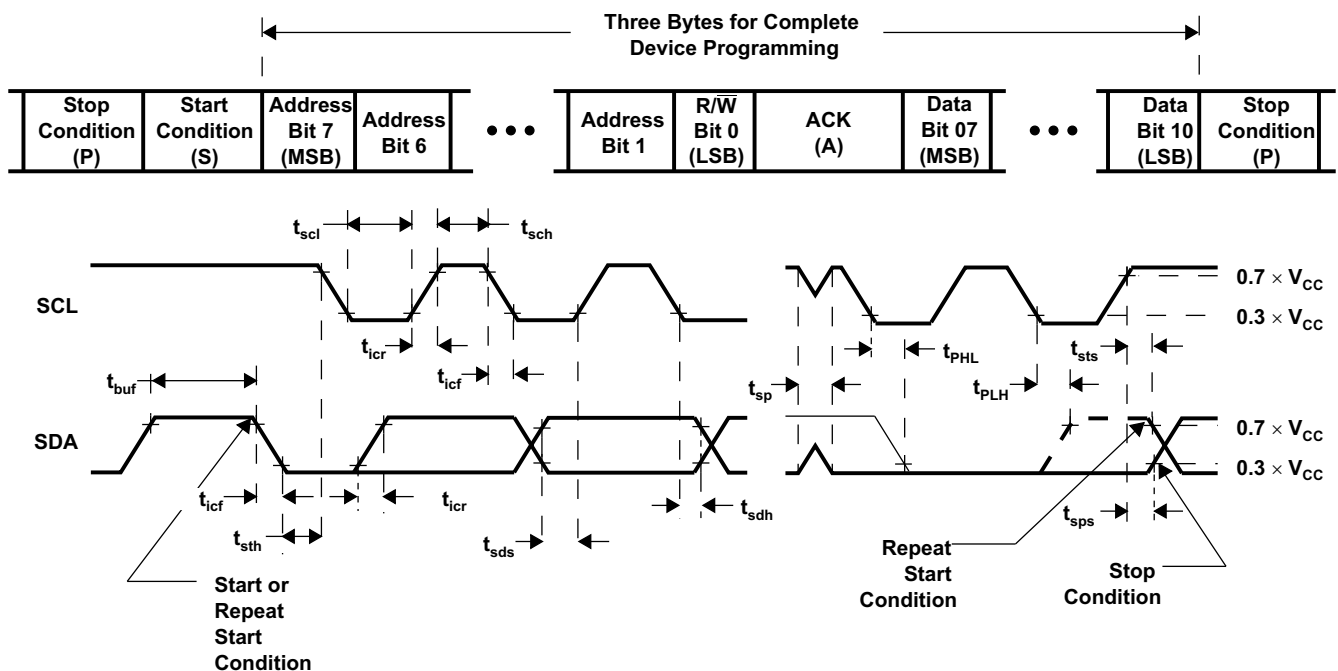 Three Bytes for Complete
Device Programming
Stop
Condition
(P)
Start
Condition
(S)
Address
Bit 7
(MSB)
Address
Bit 6
•••
Address
Bit 1
R/W̅
Bit 0
(LSB)
ACK
(A)
Data
Bit 07
(MSB)
•••
Data
Bit 10
(LSB)
Stop
Condition
(P)
tscl
tsch
SCL
0.7 × VCC
0.3 × VCC
ticr
tPHL
tsts
tbuf
ticf
tsp
tPLH
SDA
0.7 × VCC
0.3 × VCC
ticf
ticr
tsdh
tsth
tsds
tsps
Start or
Repeat
Start
Condition
Repeat
Start
Condition
Stop
Condition